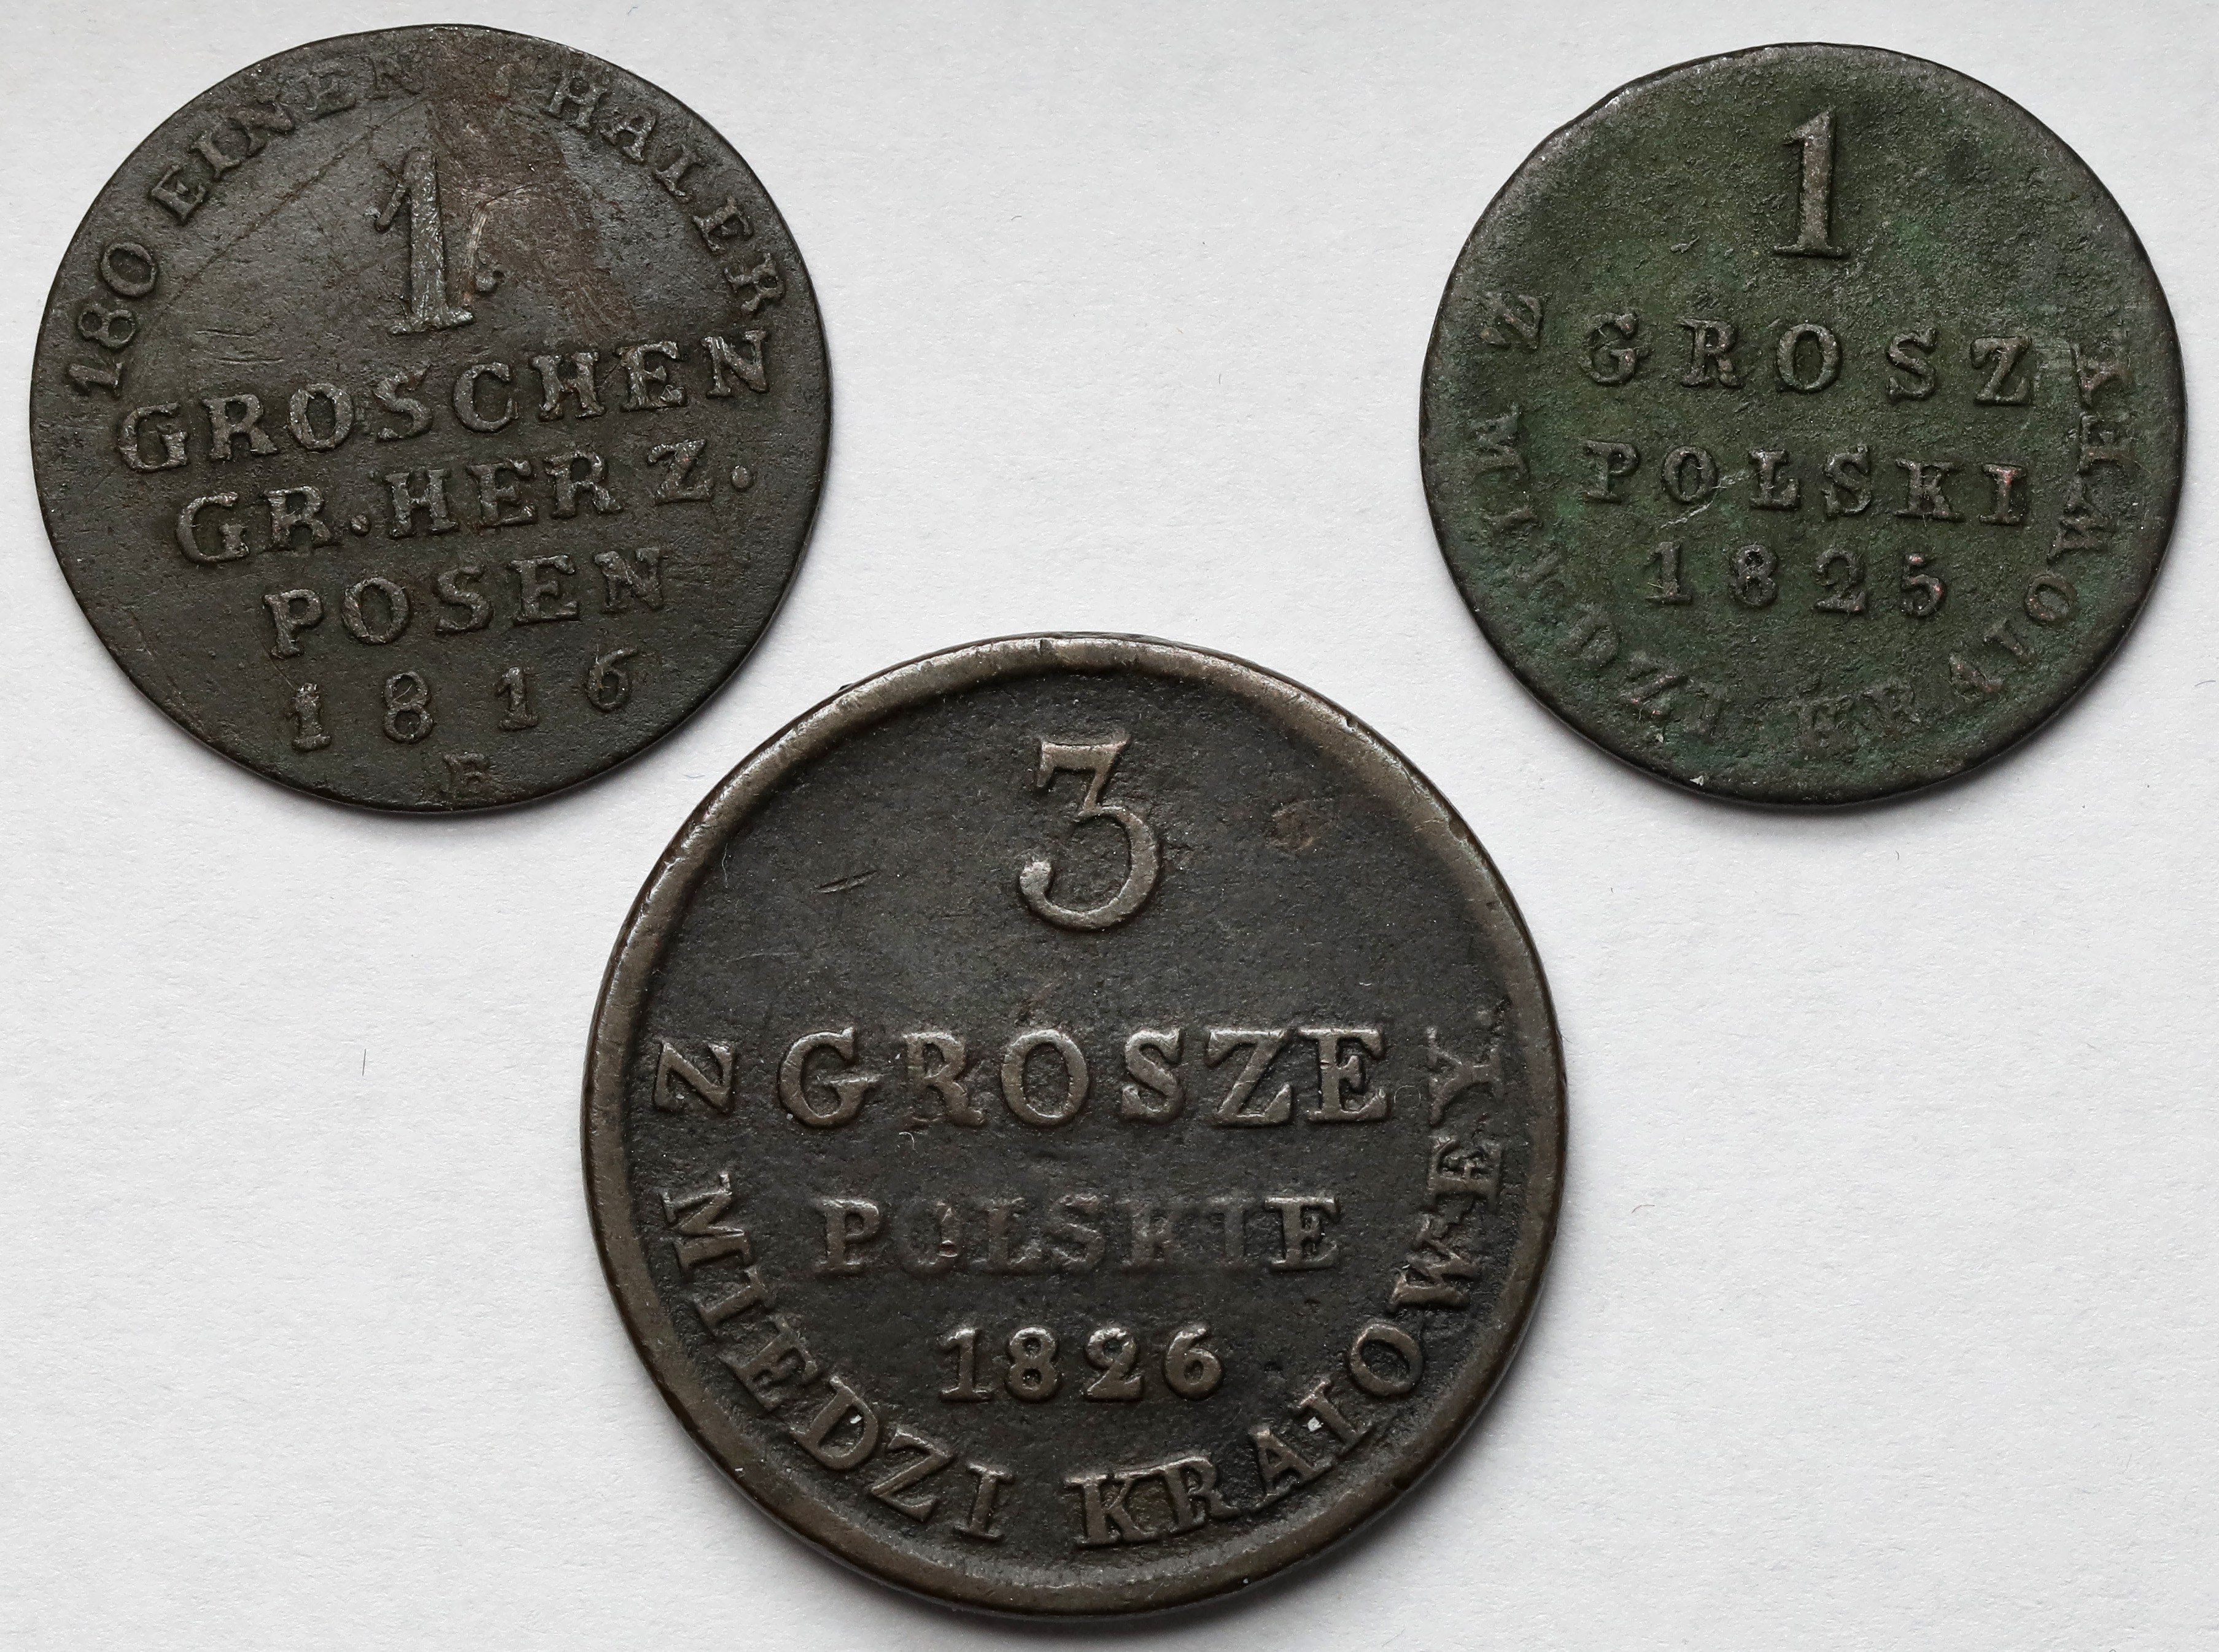 180 EINEN THALER
1.
GROSCHEN
GR. HERZ.
POSEN
1816
B
1
GROSZ
POLSKI
1825
Z MIEDZI KRAIOWEY
3
GROSZE
POLSKIE
1826
Z MIEDZI KRAIOWEY.